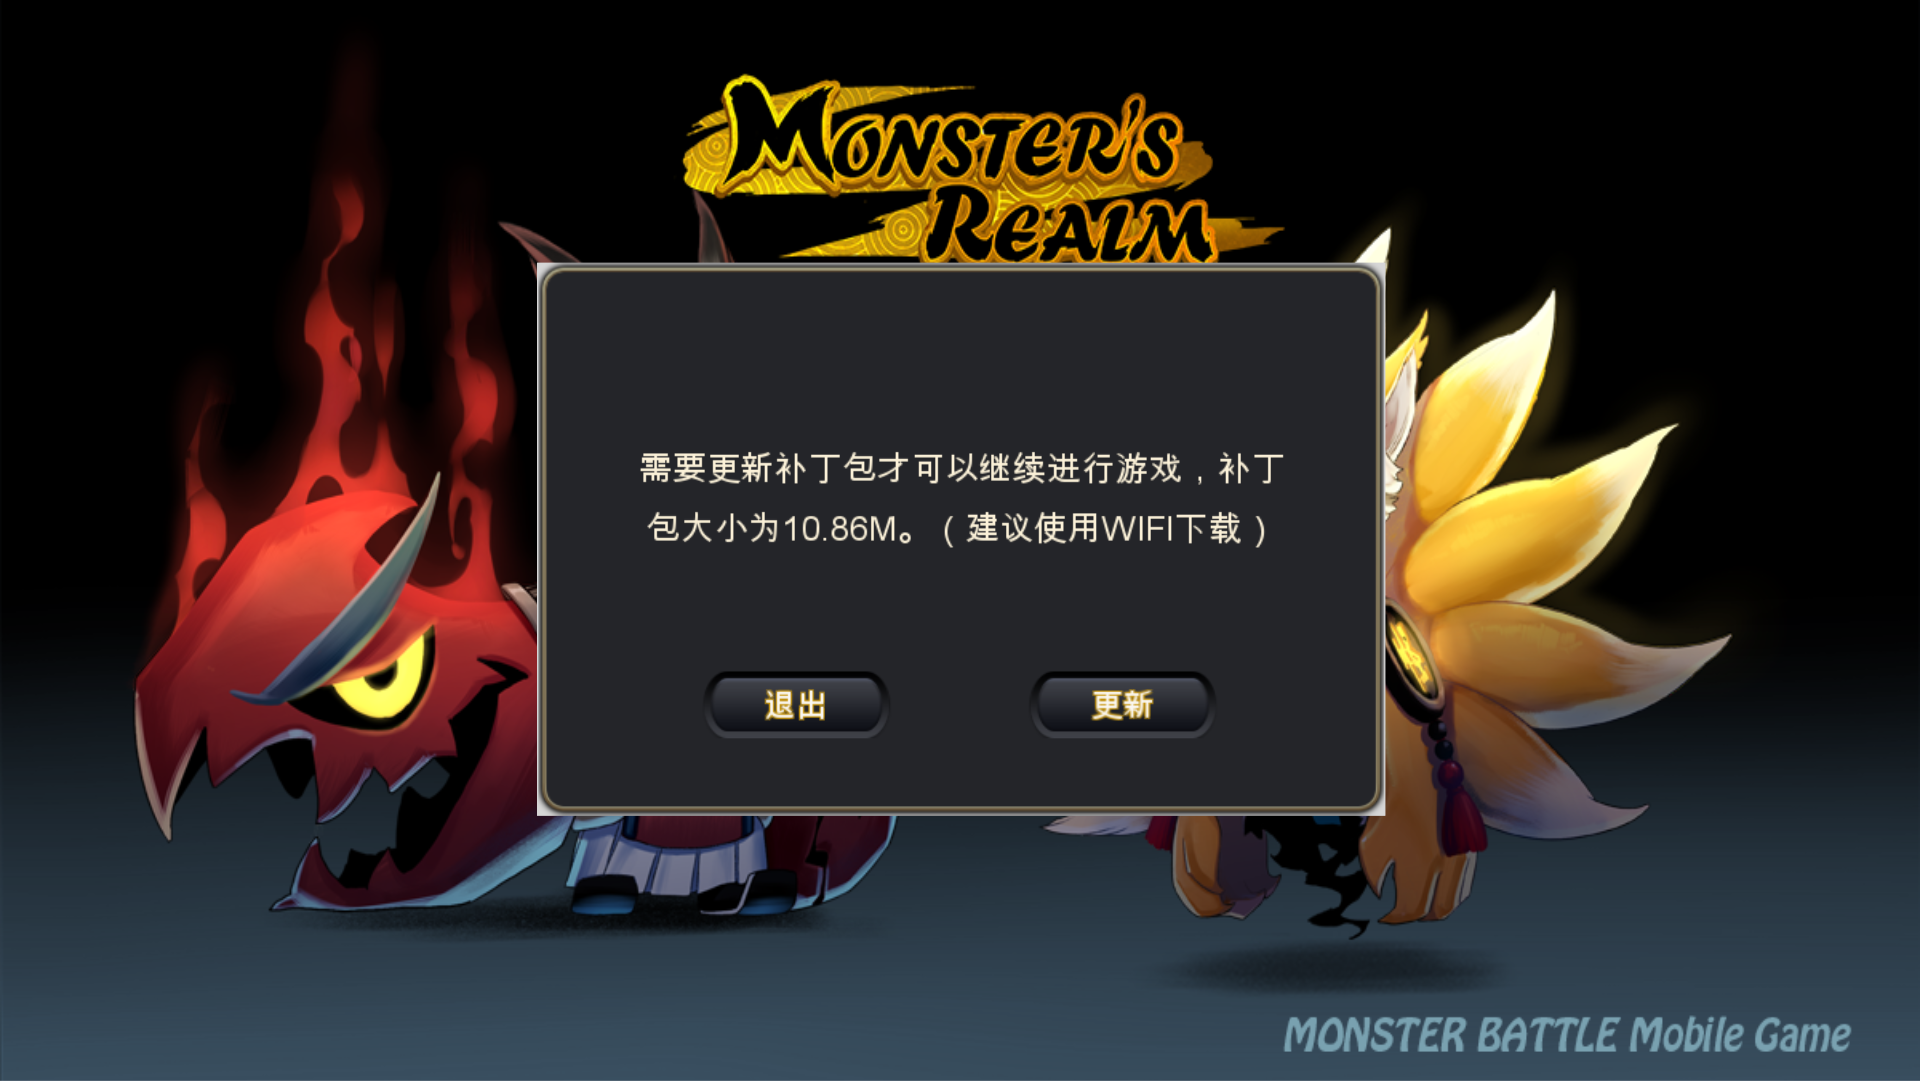 MONSTER'S
REALM
需要更新补丁包才可以继续进行游戏，补丁
包大小为10.86M。（建议使用WIFI下载）
退出
更新
MONSTER BATTLE Mobile Game